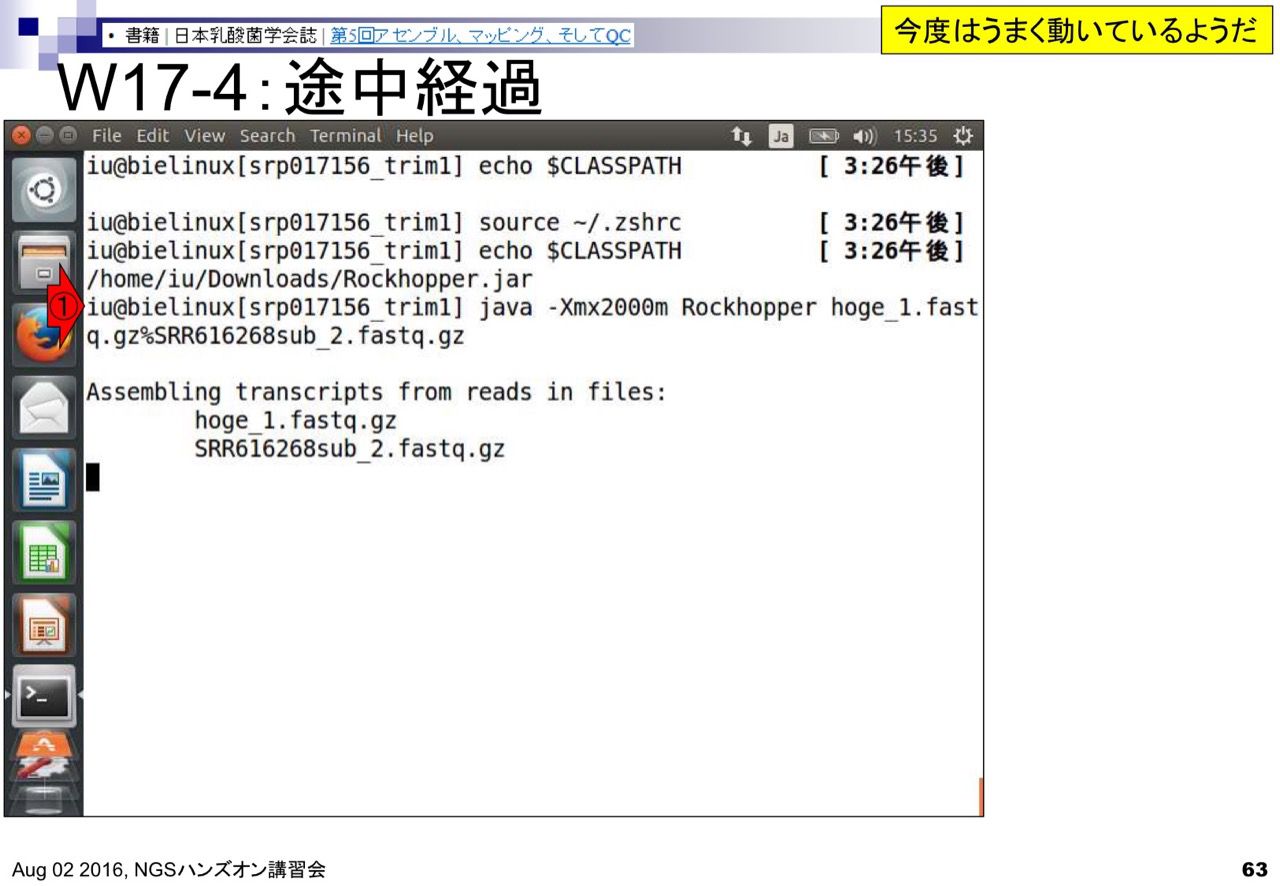 • 書籍 | 日本乳酸菌学会誌 | 第5回アセンブル、マッピング、そしてQC
今度はうまく動いているようだ
W17-4：途中経過
File Edit View Search Terminal Help Ja 15:35
iu@bielinux[srp017156_trim1] echo $CLASSPATH [ 3:26午後]
iu@bielinux[srp017156_trim1] source ~/.zshrc [ 3:26午後]
iu@bielinux[srp017156_trim1] echo $CLASSPATH [ 3:26午後]
/home/iu/Downloads/Rockhopper.jar
①
iu@bielinux[srp017156_trim1] java -Xmx2000m Rockhopper hoge_1.fast
q.gz%SRR616268sub_2.fastq.gz
Assembling transcripts from reads in files:
hoge_1.fastq.gz
SRR616268sub_2.fastq.gz
Aug 02 2016, NGSハンズオン講習会
63